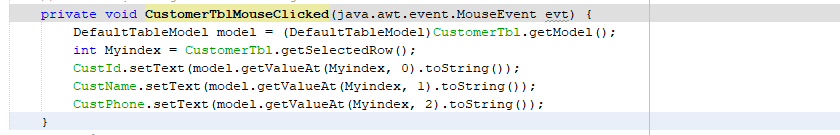 private void CustomerTblMouseClicked(java.awt.event.MouseEvent evt) {
DefaultTableModel model = (DefaultTableModel)CustomerTbl.getModel();
int Myindex = CustomerTbl.getSelectedRow();
CustId.setText(model.getValueAt(Myindex, 0).toString());
CustName.setText(model.getValueAt(Myindex, 1).toString());
CustPhone.setText(model.getValueAt(Myindex, 2).toString());
}